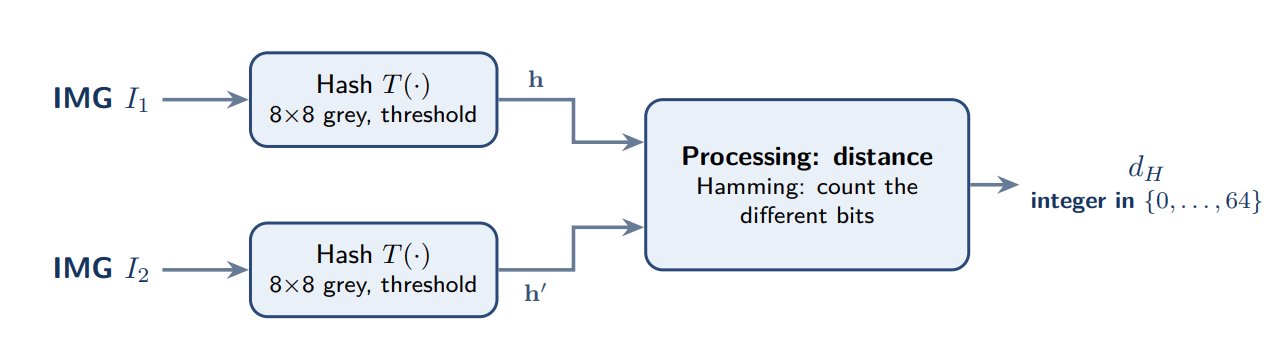 IMG I₁
Hash T(·)
8×8 grey, threshold
h
Processing: distance
Hamming: count the
different bits
d_H
integer in {0, . . . , 64}
IMG I₂
Hash T(·)
8×8 grey, threshold
h′